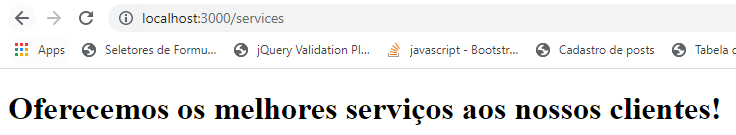 localhost:3000/services
Apps Seletores de Formu... jQuery Validation Pl... javascript - Bootstr... Cadastro de posts Tabela
Oferecemos os melhores serviços aos nossos clientes!